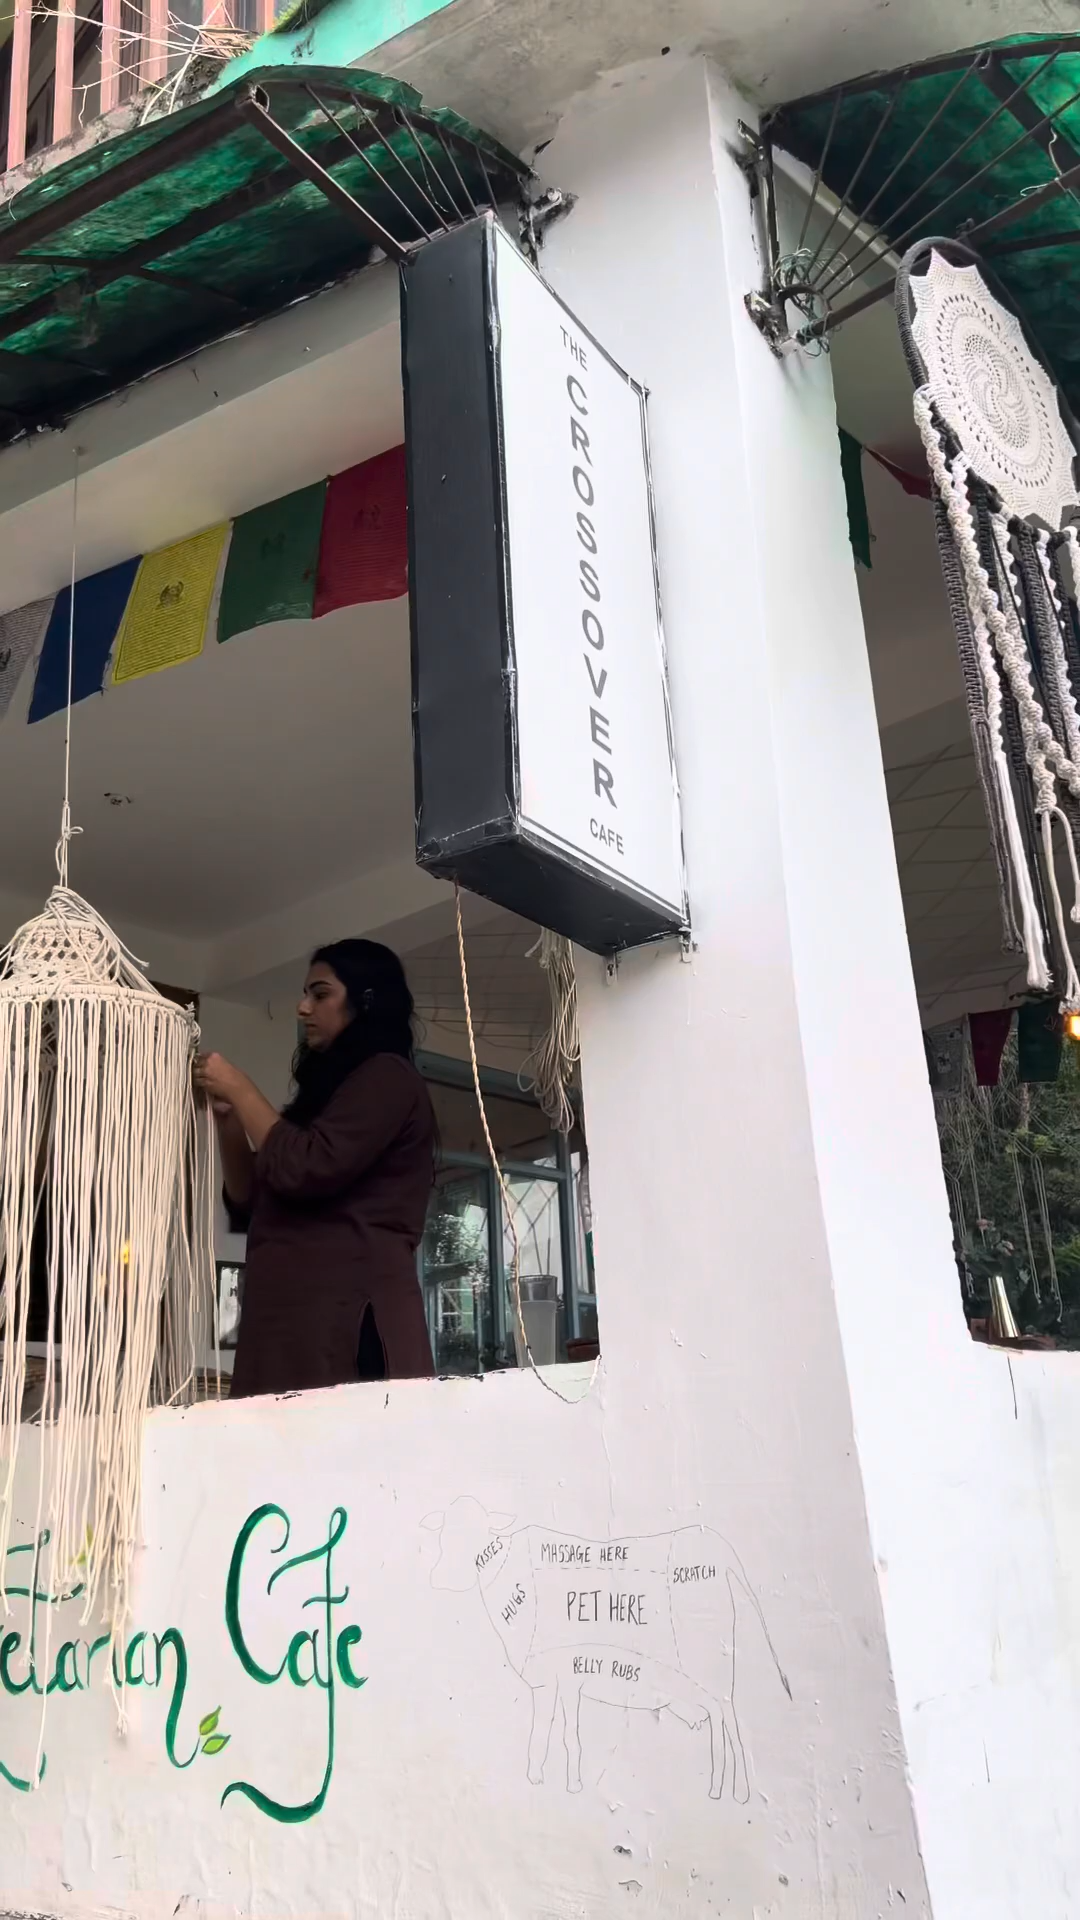 THE
CROSSOVER
CAFE
etarian Cafe
KISSES
MASSAGE HERE
SCRATCH
HUGS
PET HERE
BELLY RUBS